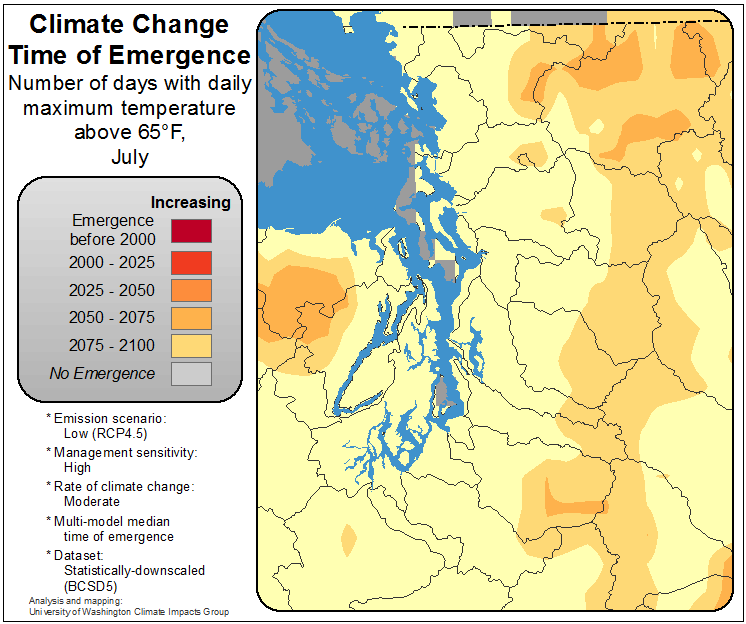 Climate Change
Time of Emergence
Number of days with daily
maximum temperature
above 65°F,
July
Increasing
Emergence
before 2000
2000 - 2025
2025 - 2050
2050 - 2075
2075 - 2100
No Emergence
* Emission scenario:
Low (RCP4.5)
* Management sensitivity:
High
* Rate of climate change:
Moderate
* Multi-model median
time of emergence
* Dataset:
Statistically-downscaled
(BCSD5)
Analysis and mapping:
University of Washington Climate Impacts Group